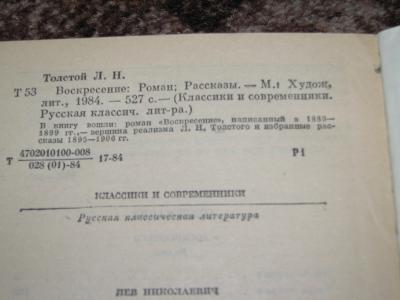 Толстой Л. Н.
Т 53 Воскресение: Роман; Рассказы. — М.: Худож.
лит., 1984. — 527 с. — (Классики и современники.
Русская классич. лит-ра.)
В книгу вошли: роман «Воскресение», написанный в 1889—
1899 гг., — вершина реализма Л. Н. Толстого и избранные рас-
сказы 1895—1906 гг.
Т 4702010100-008 17-84 Р1
028 (01)-84
КЛАССИКИ И СОВРЕМЕННИКИ
Русская классическая литература
ЛЕВ НИКОЛАЕВИЧ